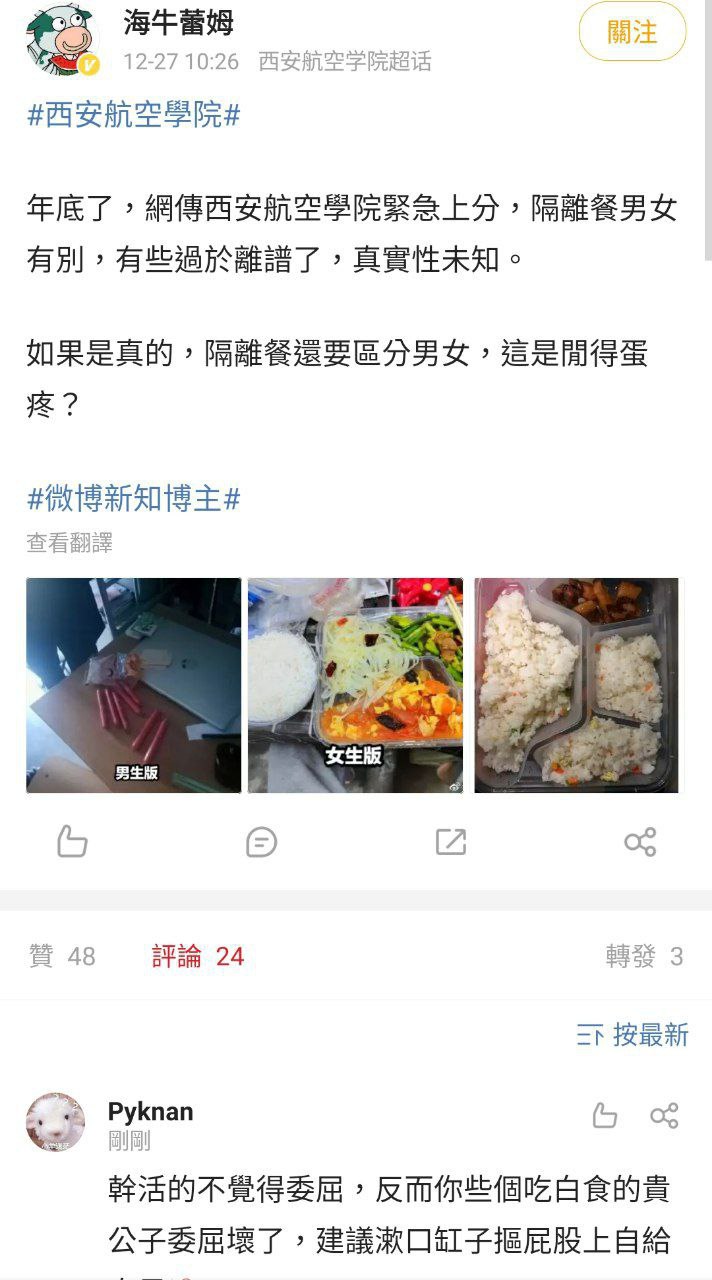 海牛蕾姆
12-27 10:26 西安航空学院超话
關注
#西安航空學院#
年底了，網傳西安航空學院緊急上分，隔離餐男女
有別，有些過於離譜了，真實性未知。
如果是真的，隔離餐還要區分男女，這是閒得蛋
疼？
#微博新知博主#
查看翻譯
男生版
女生版
贊 48 評論 24 轉發 3
按最新
Pyknan
剛剛
幹活的不覺得委屈，反而你些個吃白食的貴
公子委屈壞了，建議漱口缸子摳屁股上自給